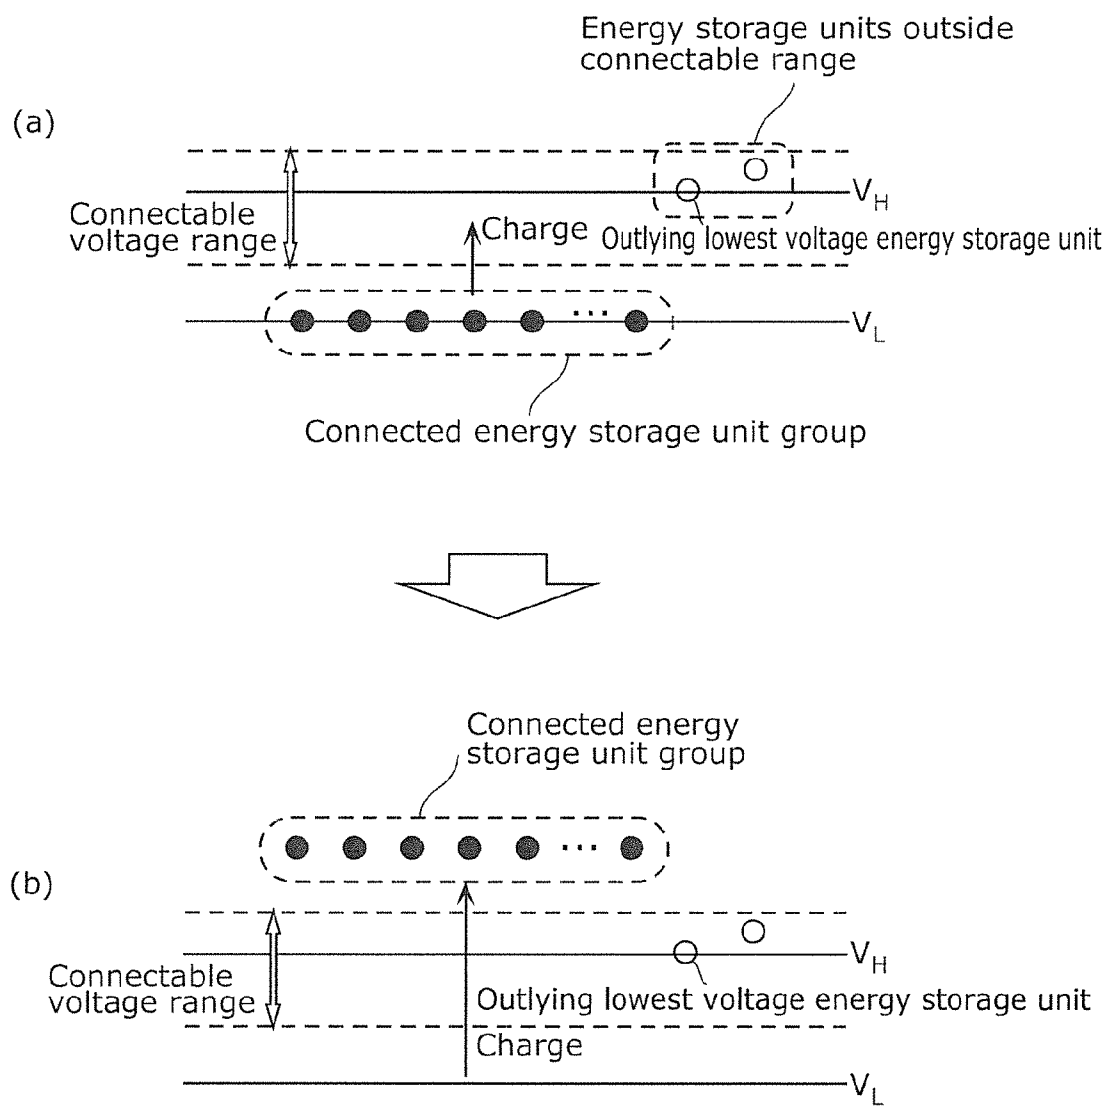 Energy storage units outside
connectable range
(a)
V_H
Connectable
voltage range
Charge
Outlying lowest voltage energy storage unit
...
V_L
Connected energy storage unit group
Connected energy
storage unit group
...
(b)
V_H
Connectable
voltage range
Outlying lowest voltage energy storage unit
Charge
V_L